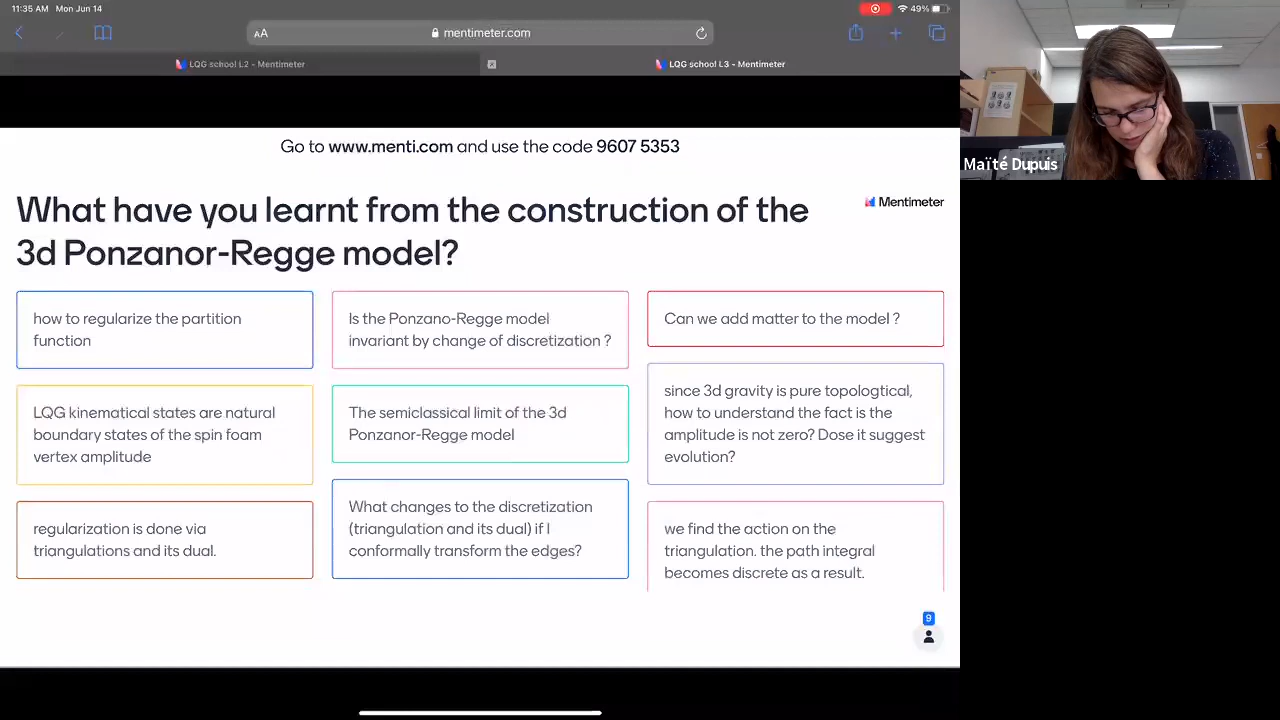 11:35 AM Mon Jun 14
49%
AA
mentimeter.com
LQG school L2 - Mentimeter
LQG school L3 - Mentimeter
Maïté Dupuis
Go to www.menti.com and use the code 9607 5353
What have you learnt from the construction of the
3d Ponzanor-Regge model?
Mentimeter
how to regularize the partition
function
LQG kinematical states are natural
boundary states of the spin foam
vertex amplitude
regularization is done via
triangulations and its dual.
Is the Ponzano-Regge model
invariant by change of discretization ?
The semiclassical limit of the 3d
Ponzanor-Regge model
What changes to the discretization
(triangulation and its dual) if I
conformally transform the edges?
Can we add matter to the model ?
since 3d gravity is pure topologtical,
how to understand the fact is the
amplitude is not zero? Dose it suggest
evolution?
we find the action on the
triangulation. the path integral
becomes discrete as a result.
9